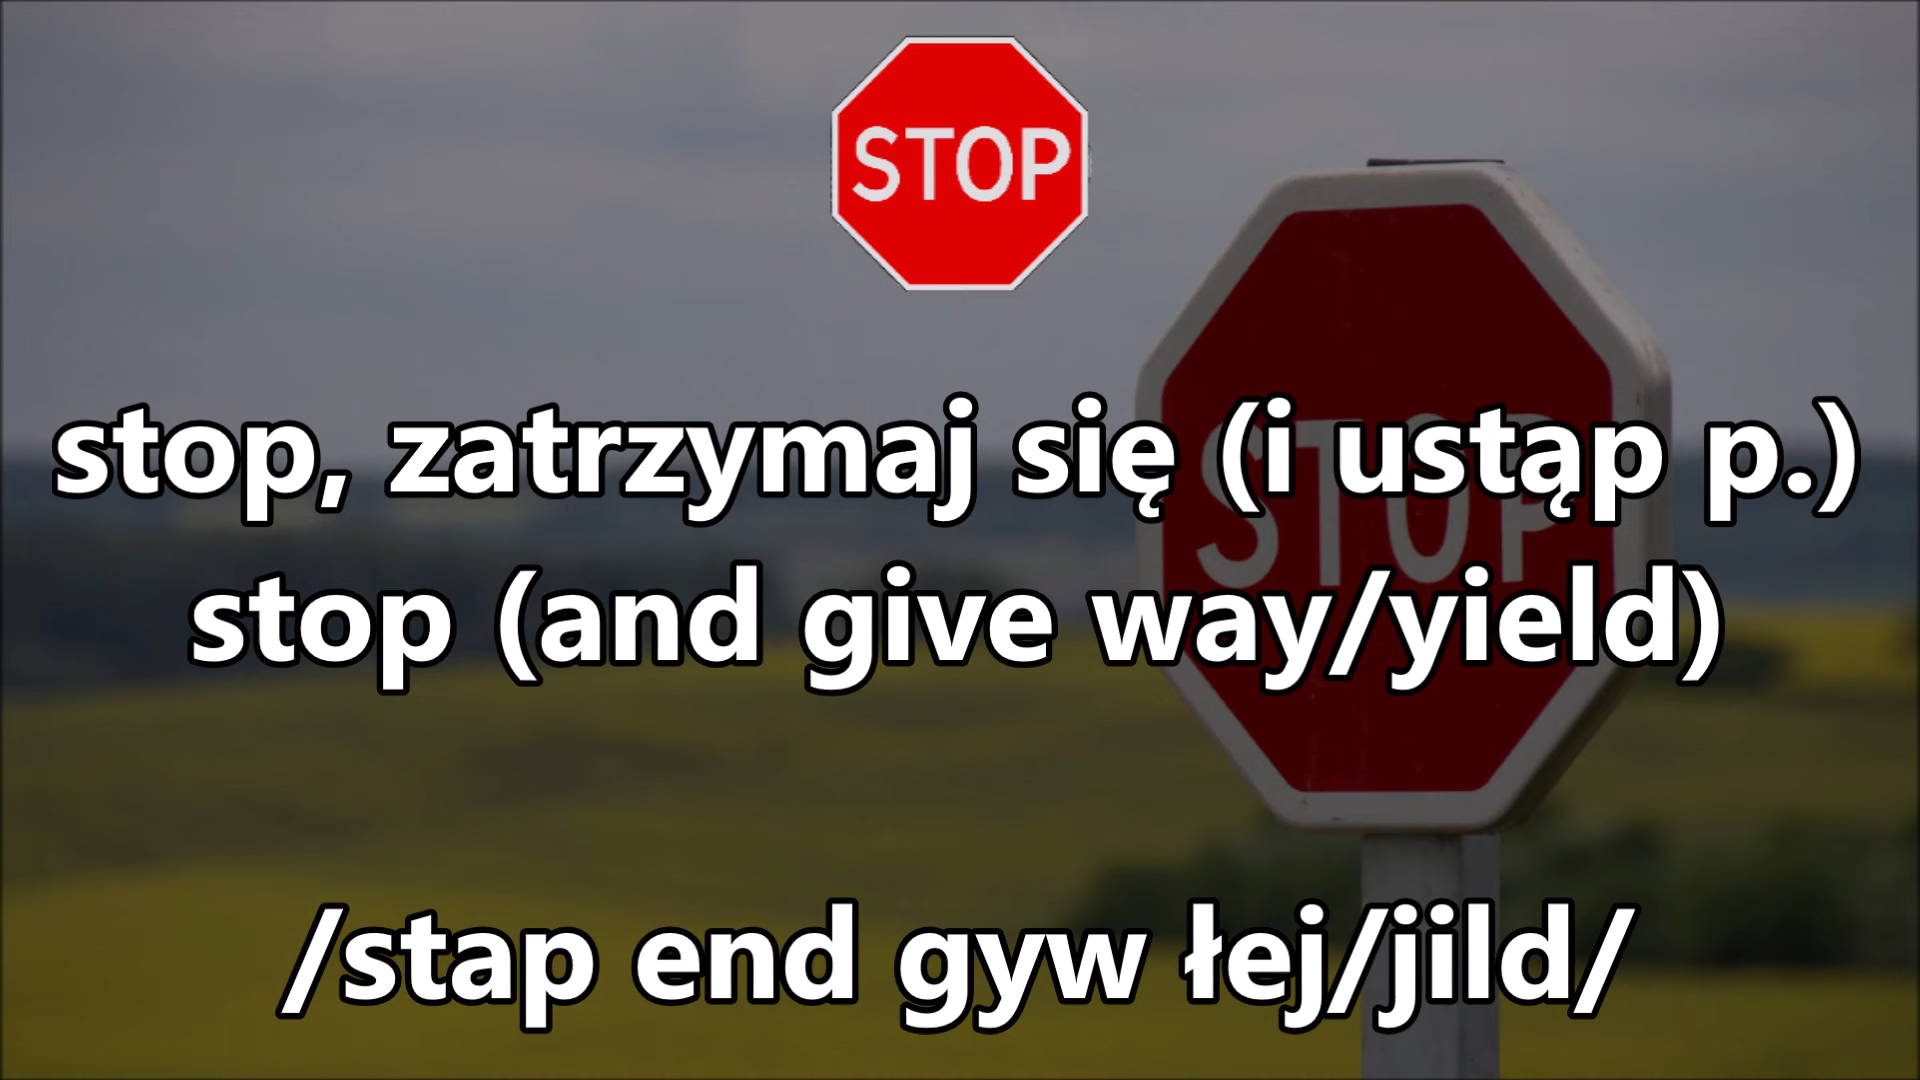 STOP
stop, zatrzymaj się (i ustąp p.)
STOP
stop (and give way/yield)
/stap end gyw łej/jild/